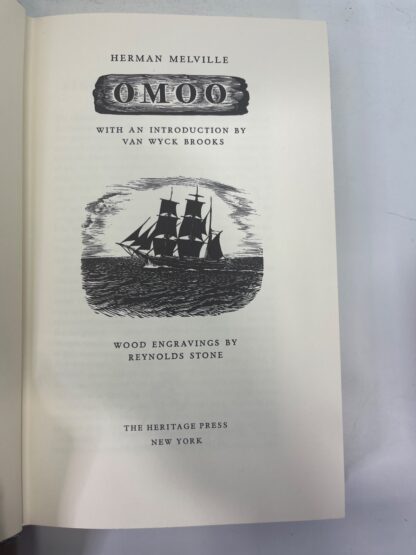 HERMAN MELVILLE
OMOO
WITH AN INTRODUCTION BY
VAN WYCK BROOKS
WOOD ENGRAVINGS BY
REYNOLDS STONE
THE HERITAGE PRESS
NEW YORK